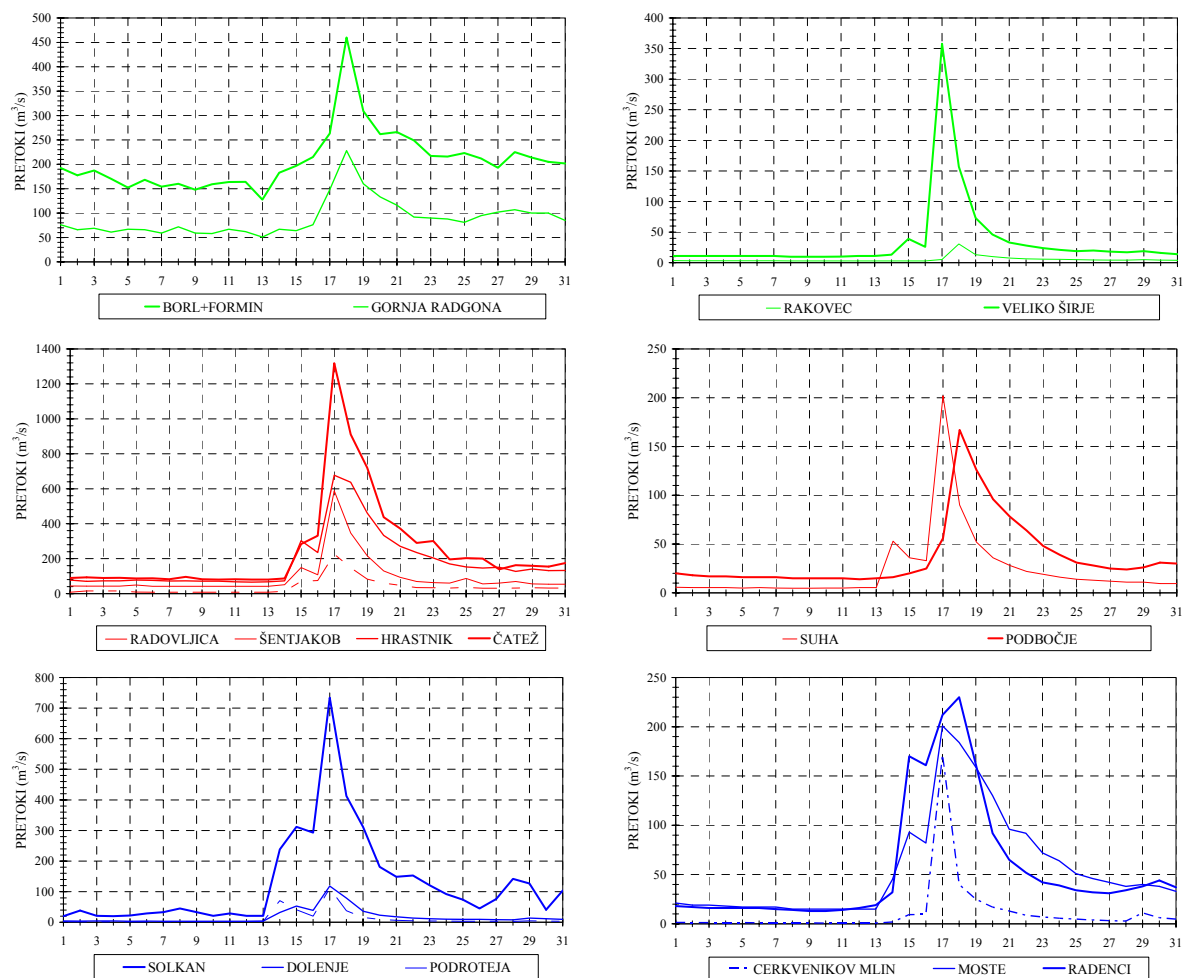 PRETOKI (m³/s)
500
450
400
350
300
250
200
150
100
50
0
1 3 5 7 9 11 13 15 17 19 21 23 25 27 29 31
BORL+FORMIN GORNJA RADGONA
PRETOKI (m³/s)
400
350
300
250
200
150
100
50
0
1 3 5 7 9 11 13 15 17 19 21 23 25 27 29 31
RAKOVEC VELIKO ŠIRJE
PRETOKI (m³/s)
1400
1200
1000
800
600
400
200
0
1 3 5 7 9 11 13 15 17 19 21 23 25 27 29 31
RADOVLJICA ŠENTJAKOB HRASTNIK ČATEŽ
PRETOKI (m³/s)
250
200
150
100
50
0
1 3 5 7 9 11 13 15 17 19 21 23 25 27 29 31
SUHA PODBOČJE
PRETOKI (m³/s)
800
700
600
500
400
300
200
100
0
1 3 5 7 9 11 13 15 17 19 21 23 25 27 29 31
SOLKAN DOLENJE PODROTEJA
PRETOKI (m³/s)
250
200
150
100
50
0
1 3 5 7 9 11 13 15 17 19 21 23 25 27 29 31
CERKVENIKOV MLIN MOSTE RADENCI